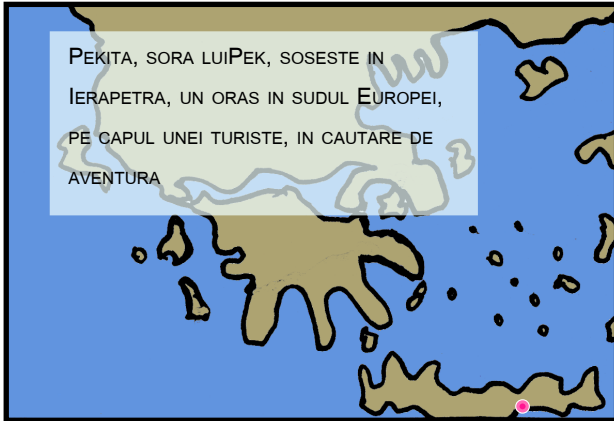 PEKITA, SORA LUIPEK, SOSESTE IN
IERAPETRA, UN ORAS IN SUDUL EUROPEI,
PE CAPUL UNEI TURISTE, IN CAUTARE DE
AVENTURA